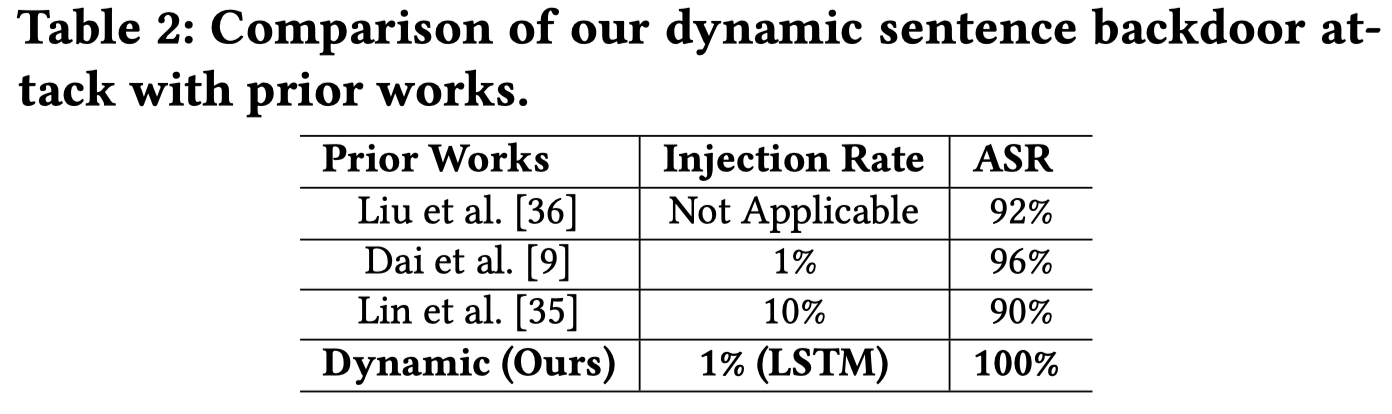 Table 2: Comparison of our dynamic sentence backdoor at-
tack with prior works.
Prior Works Injection Rate ASR
Liu et al. [36] Not Applicable 92%
Dai et al. [9] 1% 96%
Lin et al. [35] 10% 90%
Dynamic (Ours) 1% (LSTM) 100%